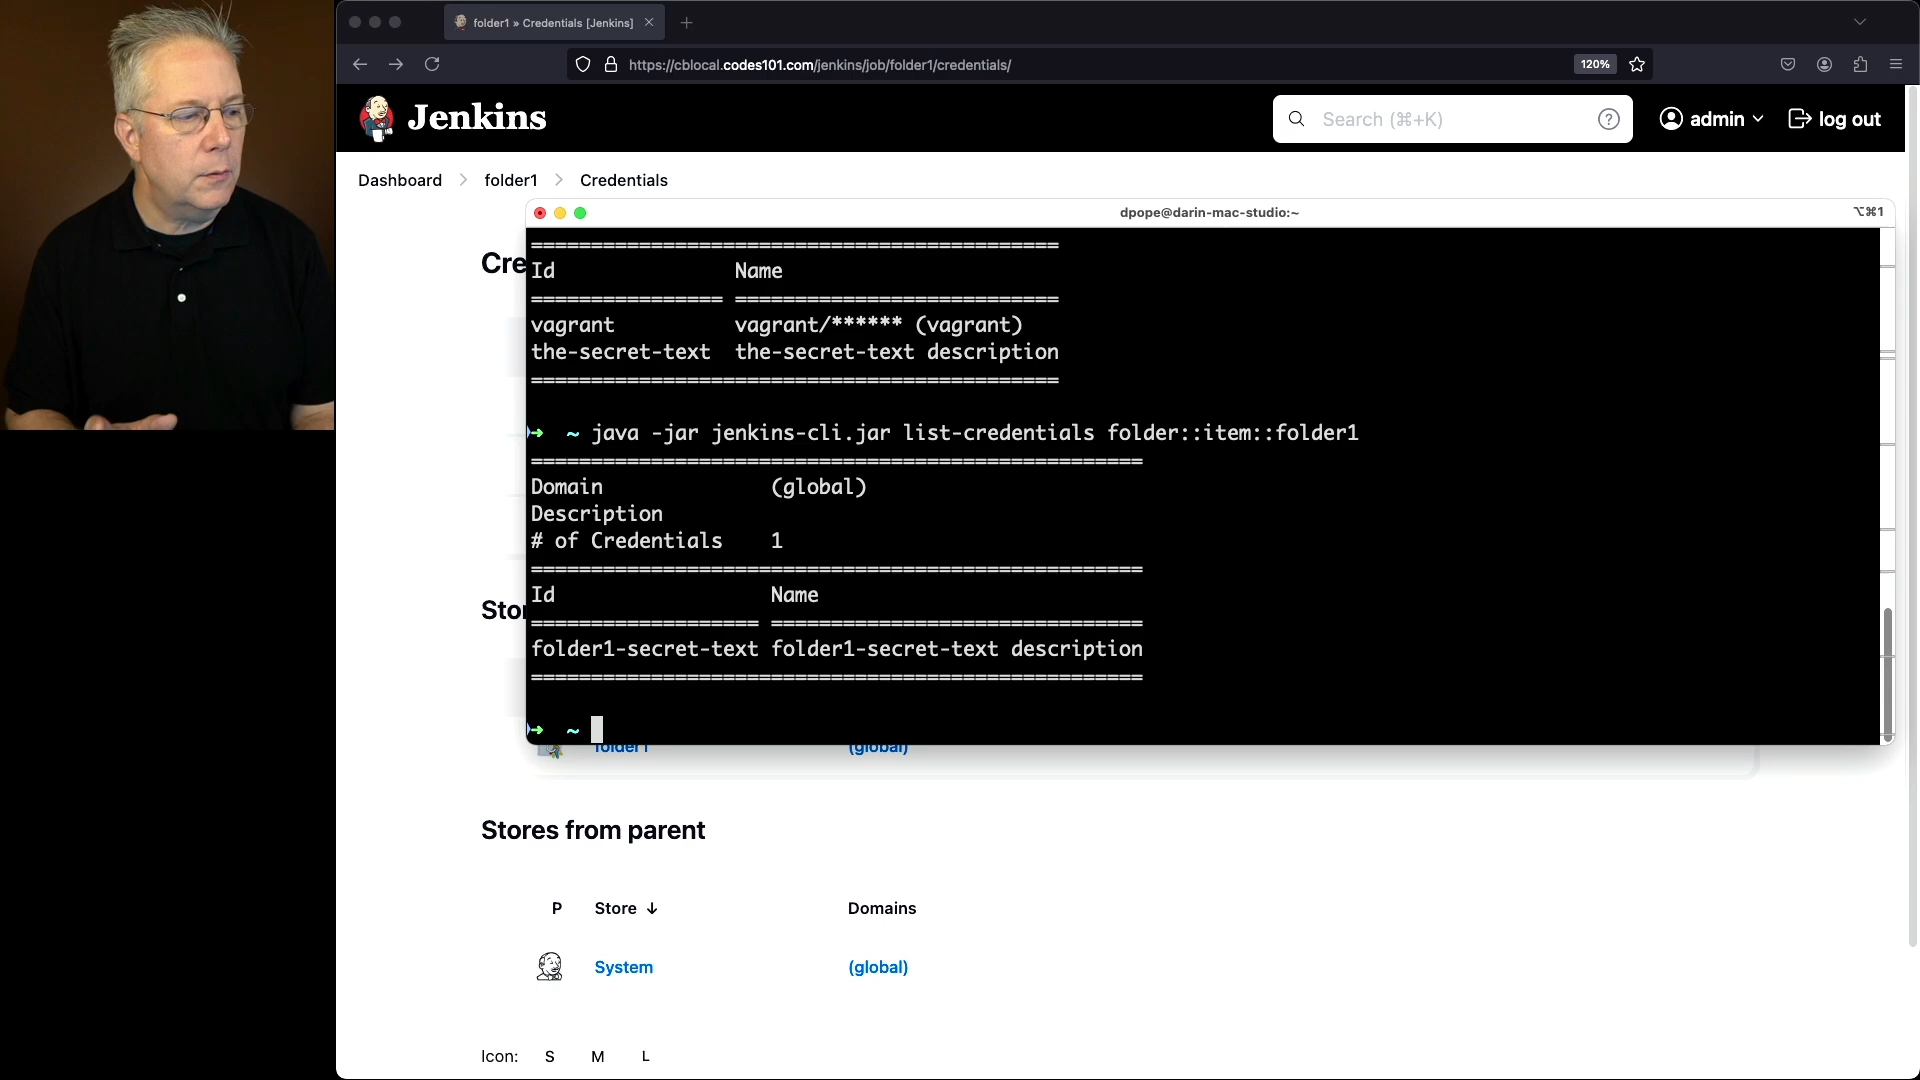 folder1 » Credentials [Jenkins]
https://cblocal.codes101.com/jenkins/job/folder1/credentials/
120%
Jenkins
Search (⌘+K)
admin
log out
Dashboard
folder1
Credentials
dpope@darin-mac-studio:~
⌥⌘1
Cre
===========================================
Id Name
================ ===========================
vagrant vagrant/****** (vagrant)
the-secret-text the-secret-text description
===========================================
➜ ~ java -jar jenkins-cli.jar list-credentials folder::item::folder1
===================================================
Domain (global)
Description
# of Credentials 1
===================================================
Id Name
=================== ===============================
folder1-secret-text folder1-secret-text description
===================================================
Stor
➜ ~
folder1 (global)
Stores from parent
P Store ↓ Domains
System (global)
Icon: S M L